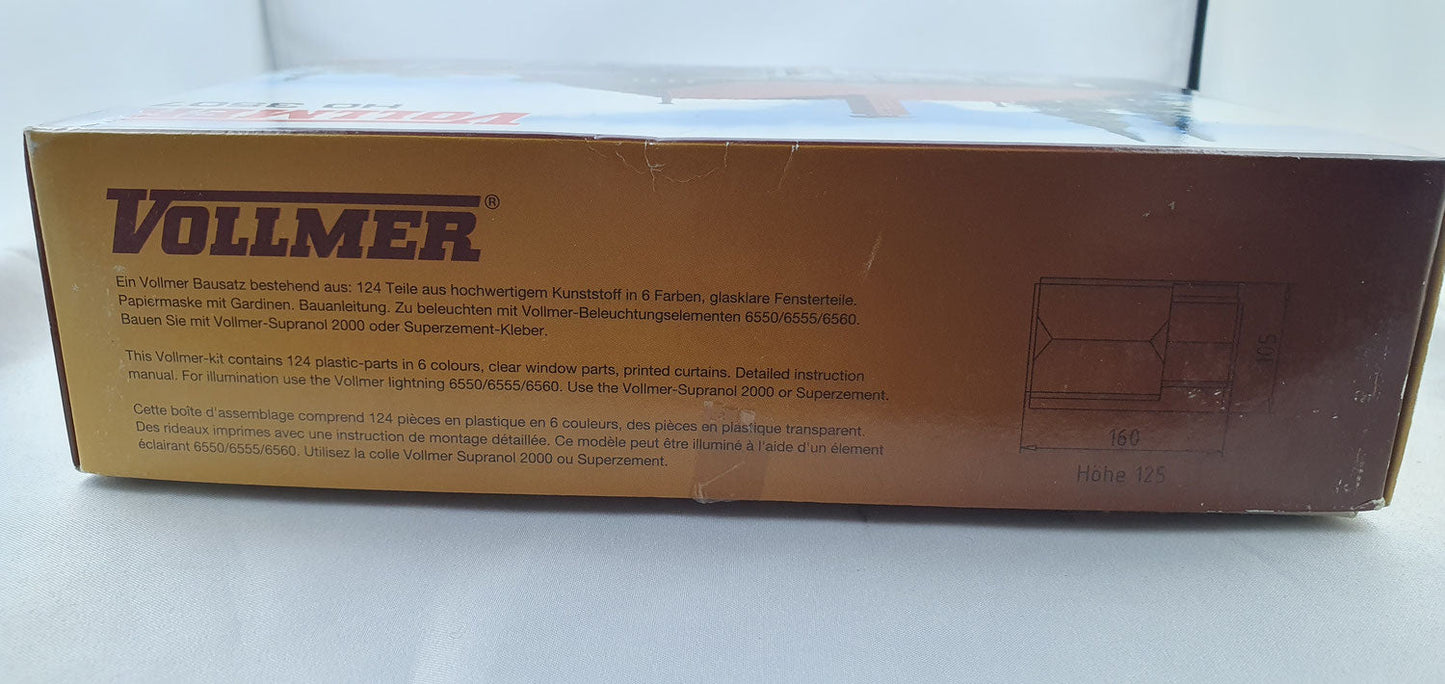 VOLLMER
VOLLMER®
Ein Vollmer Bausatz bestehend aus: 124 Teile aus hochwertigem Kunststoff in 6 Farben, glasklare Fensterteile.
Papiermaske mit Gardinen. Bauanleitung. Zu beleuchten mit Vollmer-Beleuchtungselementen 6550/6555/6560.
Bauen Sie mit Vollmer-Supranol 2000 oder Superzement-Kleber.
This Vollmer-kit contains 124 plastic-parts in 6 colours, clear window parts, printed curtains. Detailed instruction
manual. For illumination use the Vollmer lightning 6550/6555/6560. Use the Vollmer-Supranol 2000 or Superzement.
Cette boîte d'assemblage comprend 124 pièces en plastique en 6 couleurs, des pièces en plastique transparent.
Des rideaux imprimes avec une instruction de montage détaillée. Ce modèle peut être illuminé à l'aide d'un élement
éclairant 6550/6555/6560. Utilisez la colle Vollmer Supranol 2000 ou Superzement.
105
160
Höhe 125